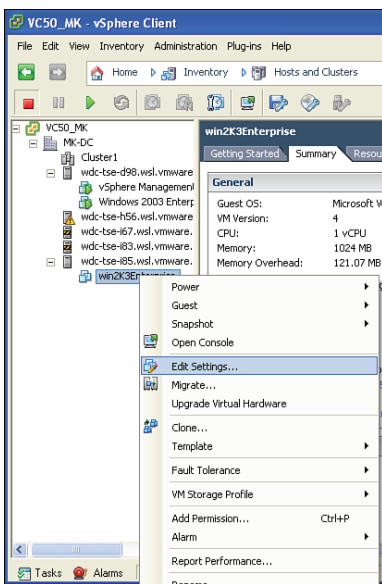 VC50_MK - vSphere Client
File Edit View Inventory Administration Plug-ins Help
Home Inventory Hosts and Clusters
VC50_MK
MK-DC
Cluster1
wdc-tse-d98.wsl.vmware
vSphere Management
Windows 2003 Enterp
wdc-tse-h56.wsl.vmware.
wdc-tse-i67.wsl.vmware.
wdc-tse-i83.wsl.vmware.
wdc-tse-i85.wsl.vmware.
win2K3Enterprise
win2K3Enterprise
Getting Started Summary Resou
General
Guest OS: Microsoft W
VM Version: 4
CPU: 1 vCPU
Memory: 1024 MB
Memory Overhead: 121.07 MB
Power
Guest
Snapshot
Open Console
Edit Settings...
Migrate...
Upgrade Virtual Hardware
Clone...
Template
Fault Tolerance
VM Storage Profile
Add Permission... Ctrl+P
Alarm
Report Performance...
Rename
Tasks Alarms